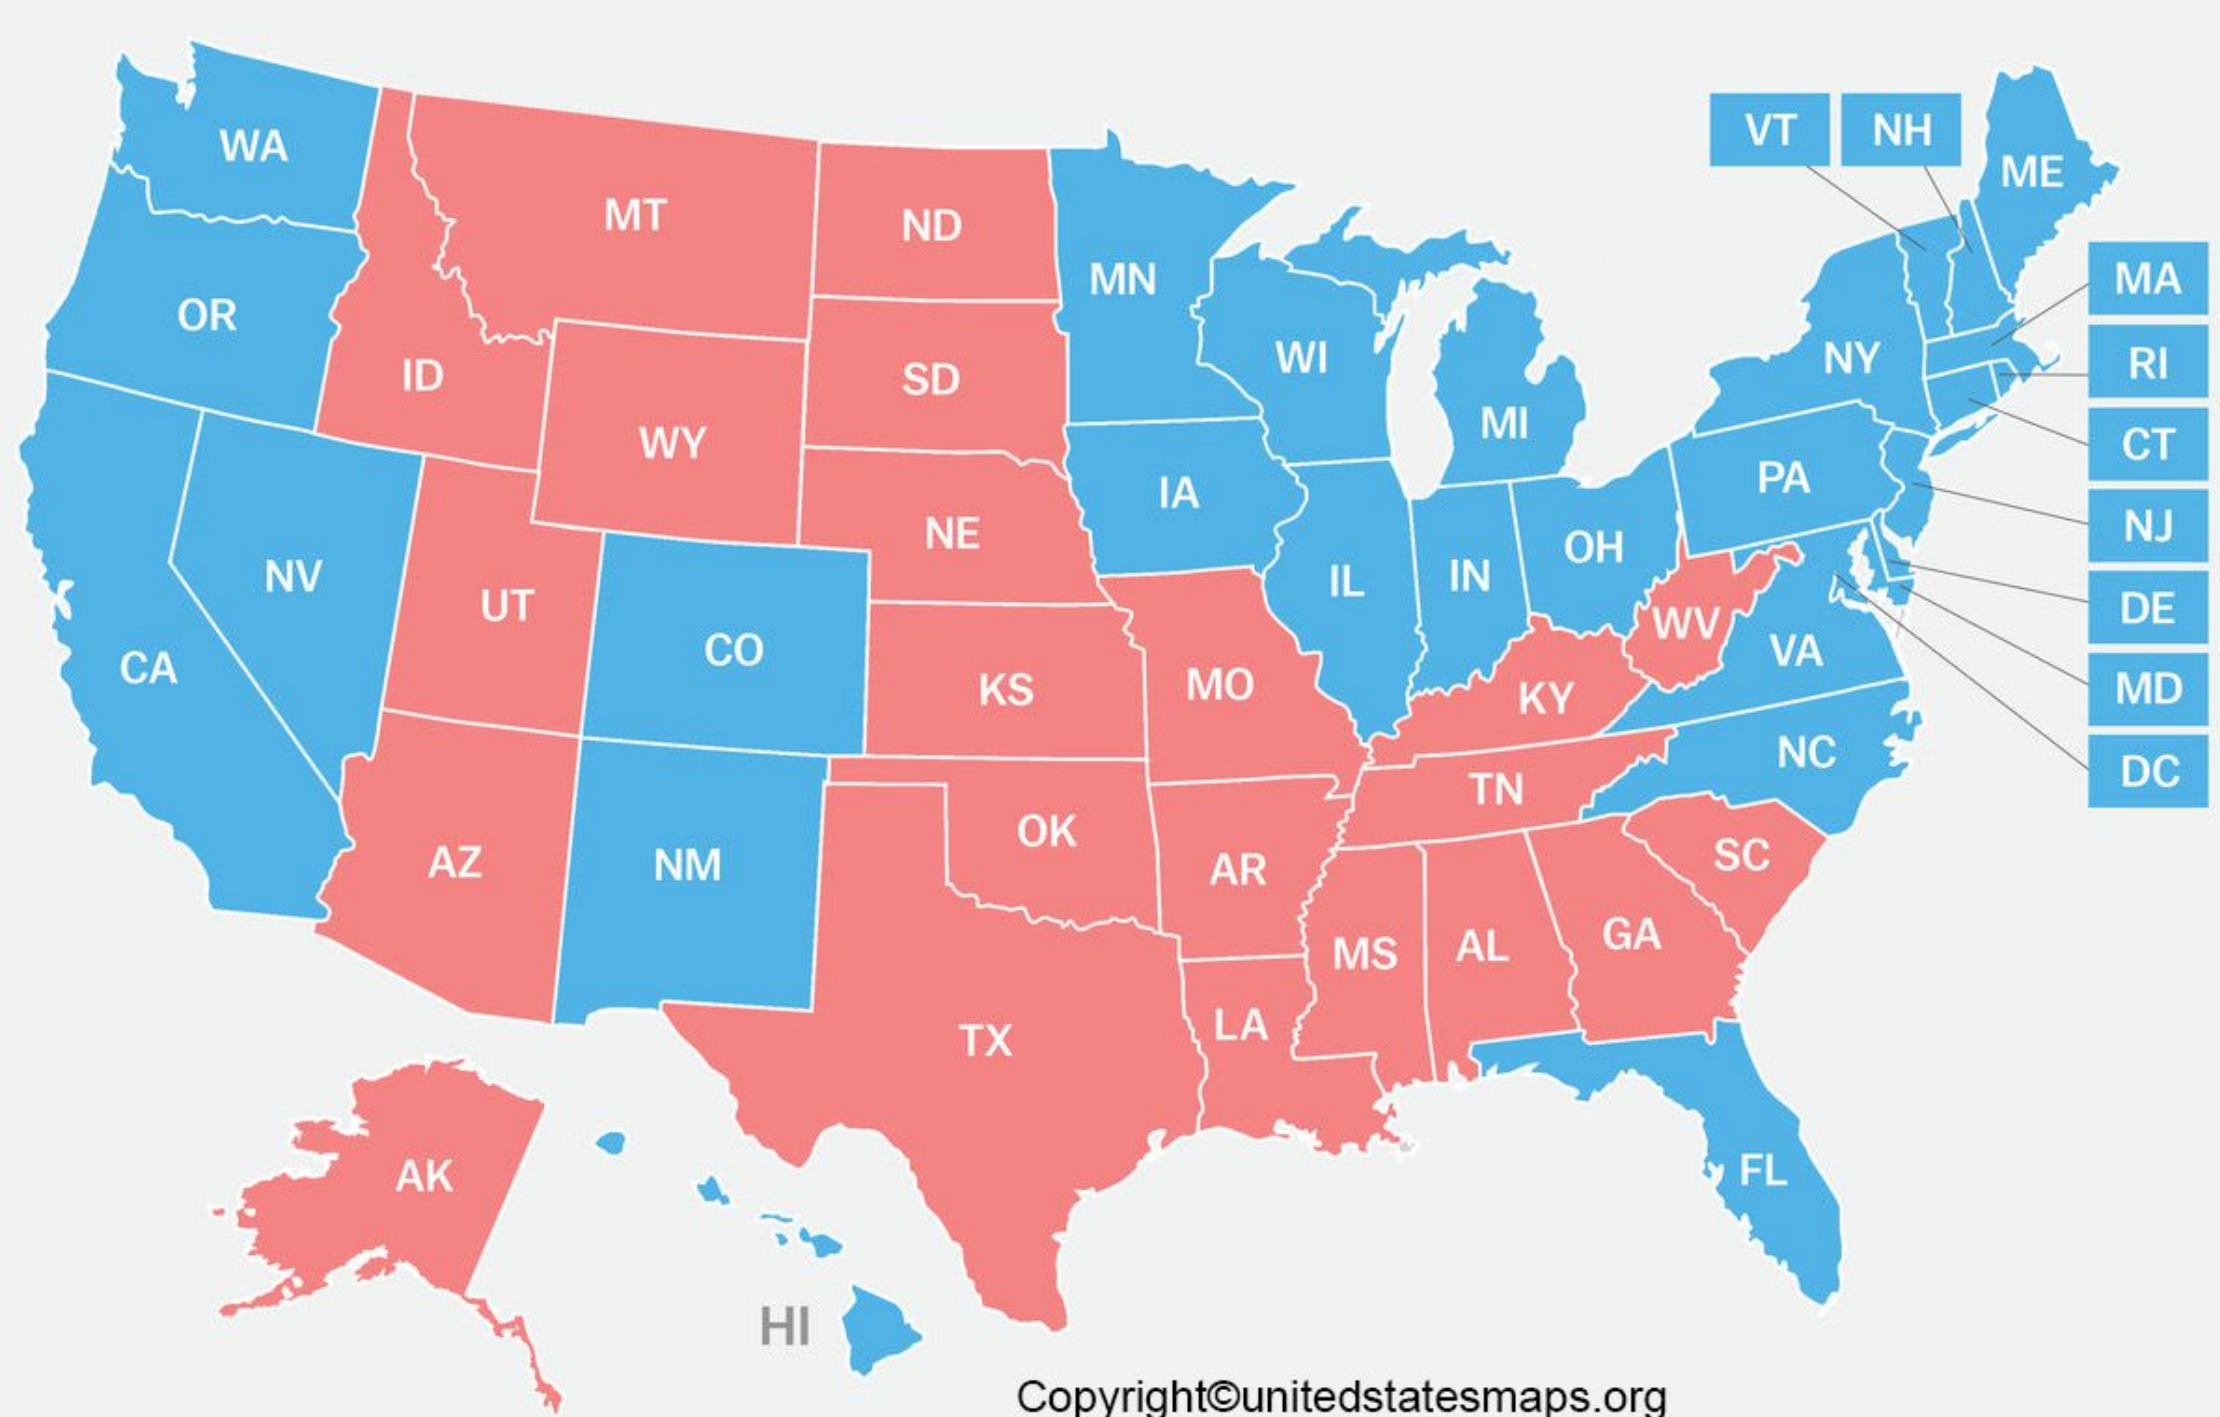 WA
MT
ND
MN
VT
NH
ME
OR
ID
SD
WI
MI
NY
MA
RI
CT
WY
NE
IA
PA
NJ
NV
UT
CO
IL
IN
OH
DE
CA
KS
MO
KY
WV
VA
MD
DC
AZ
NM
OK
AR
TN
NC
SC
TX
LA
MS
AL
GA
AK
HI
FL
Copyright©unitedstatesmaps.org